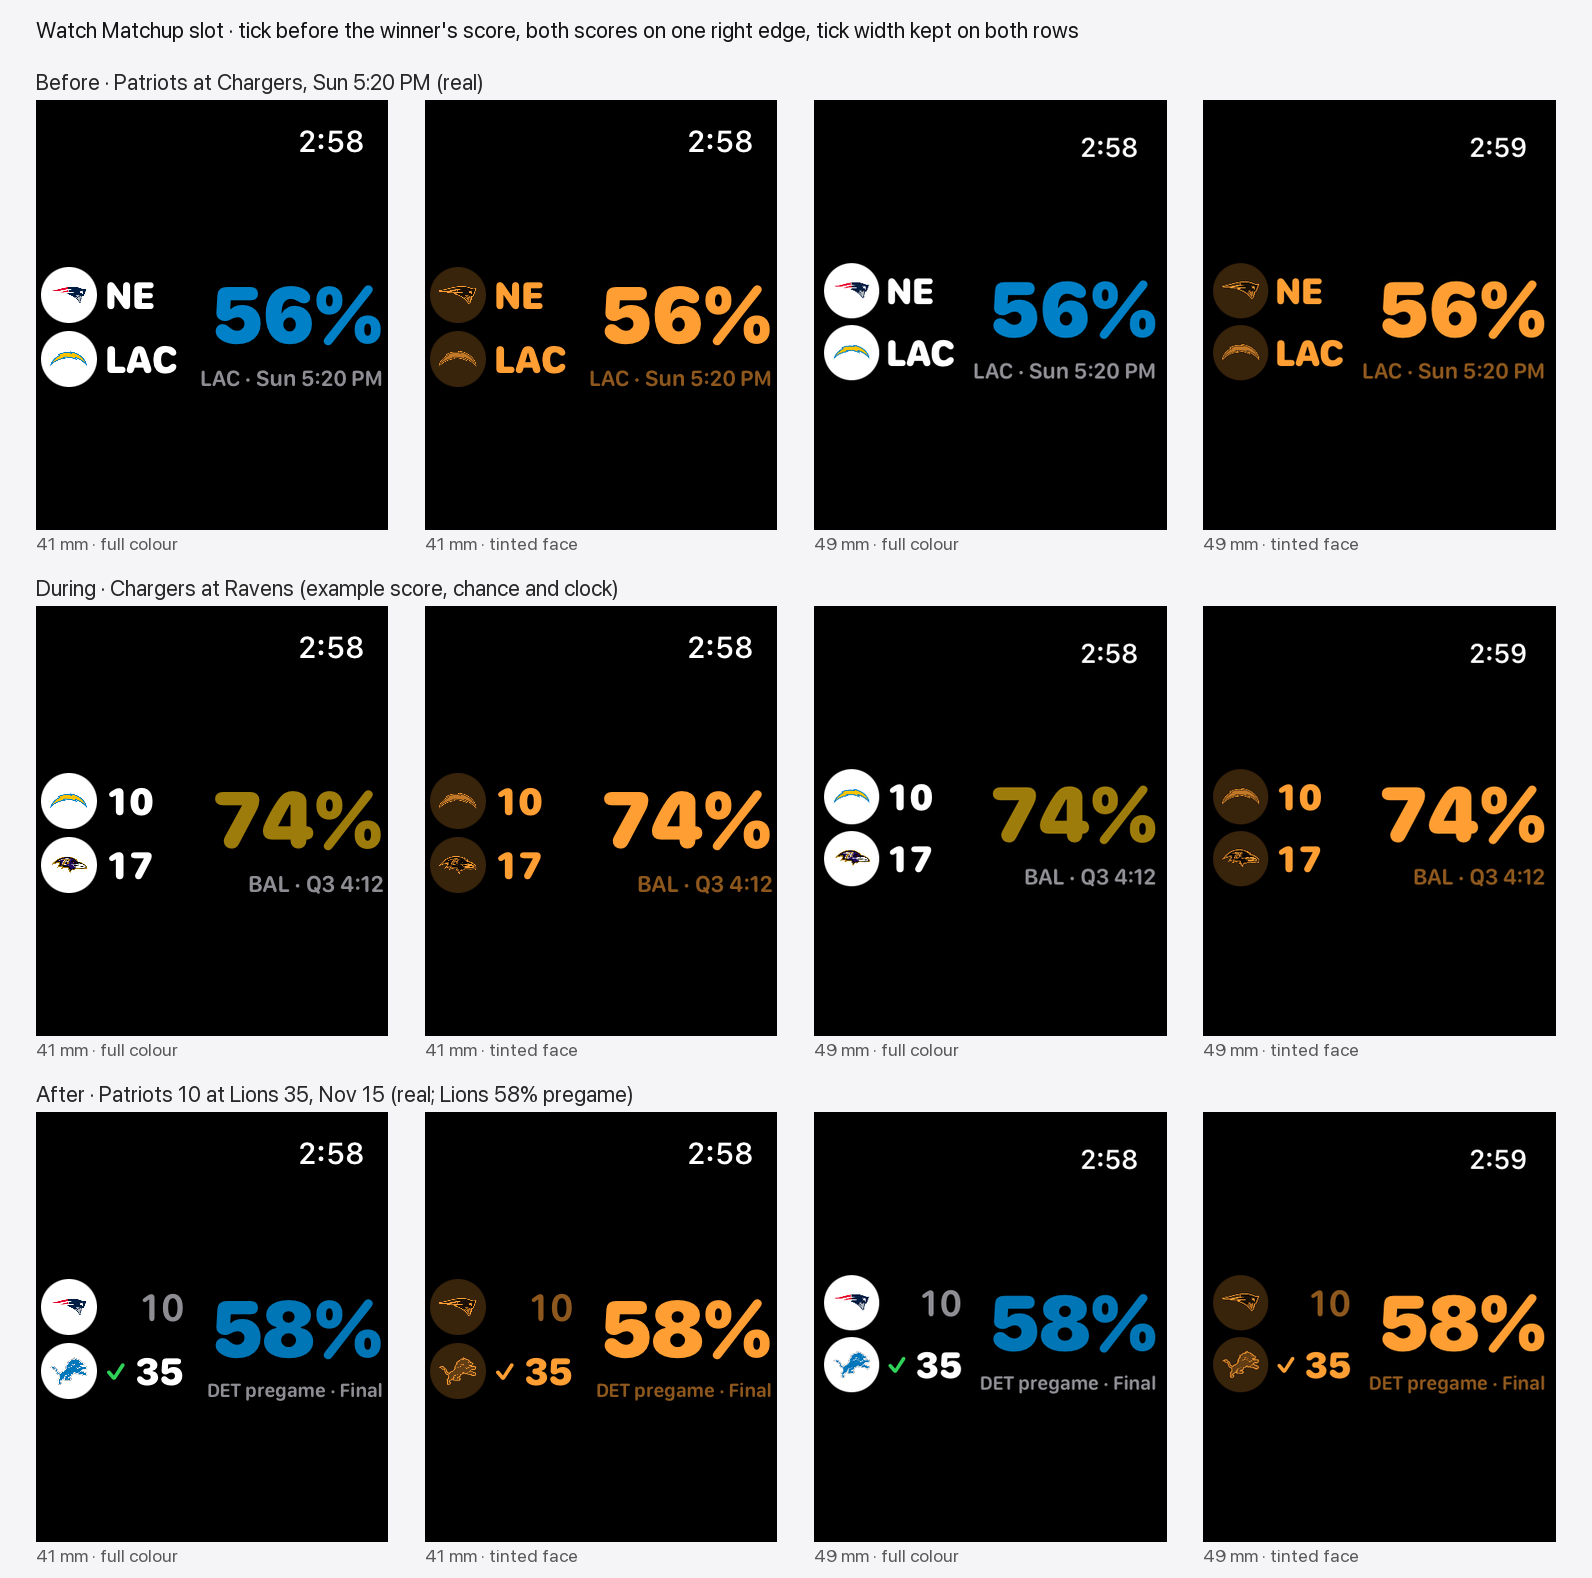 Watch Matchup slot · tick before the winner's score, both scores on one right edge, tick width kept on both rows
Before · Patriots at Chargers, Sun 5:20 PM (real)
2:58
NE
LAC
56%
LAC · Sun 5:20 PM
2:58
NE
LAC
56%
LAC · Sun 5:20 PM
2:58
NE
LAC
56%
LAC · Sun 5:20 PM
2:59
NE
LAC
56%
LAC · Sun 5:20 PM
41 mm · full colour
41 mm · tinted face
49 mm · full colour
49 mm · tinted face
During · Chargers at Ravens (example score, chance and clock)
2:58
10
17
74%
BAL · Q3 4:12
2:58
10
17
74%
BAL · Q3 4:12
2:58
10
17
74%
BAL · Q3 4:12
2:59
10
17
74%
BAL · Q3 4:12
41 mm · full colour
41 mm · tinted face
49 mm · full colour
49 mm · tinted face
After · Patriots 10 at Lions 35, Nov 15 (real; Lions 58% pregame)
2:58
10
✓ 35
58%
DET pregame · Final
2:58
10
✓ 35
58%
DET pregame · Final
2:58
10
✓ 35
58%
DET pregame · Final
2:59
10
✓ 35
58%
DET pregame · Final
41 mm · full colour
41 mm · tinted face
49 mm · full colour
49 mm · tinted face